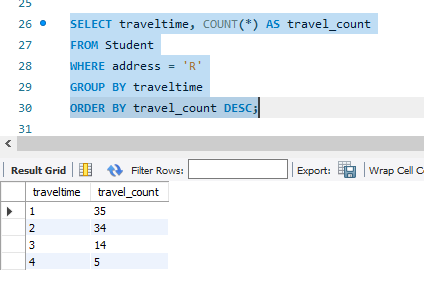 25
26 SELECT traveltime, COUNT(*) AS travel_count
27 FROM Student
28 WHERE address = 'R'
29 GROUP BY traveltime
30 ORDER BY travel_count DESC;
31
Result Grid Filter Rows: Export: Wrap Cell Co
traveltime travel_count
1 35
2 34
3 14
4 5